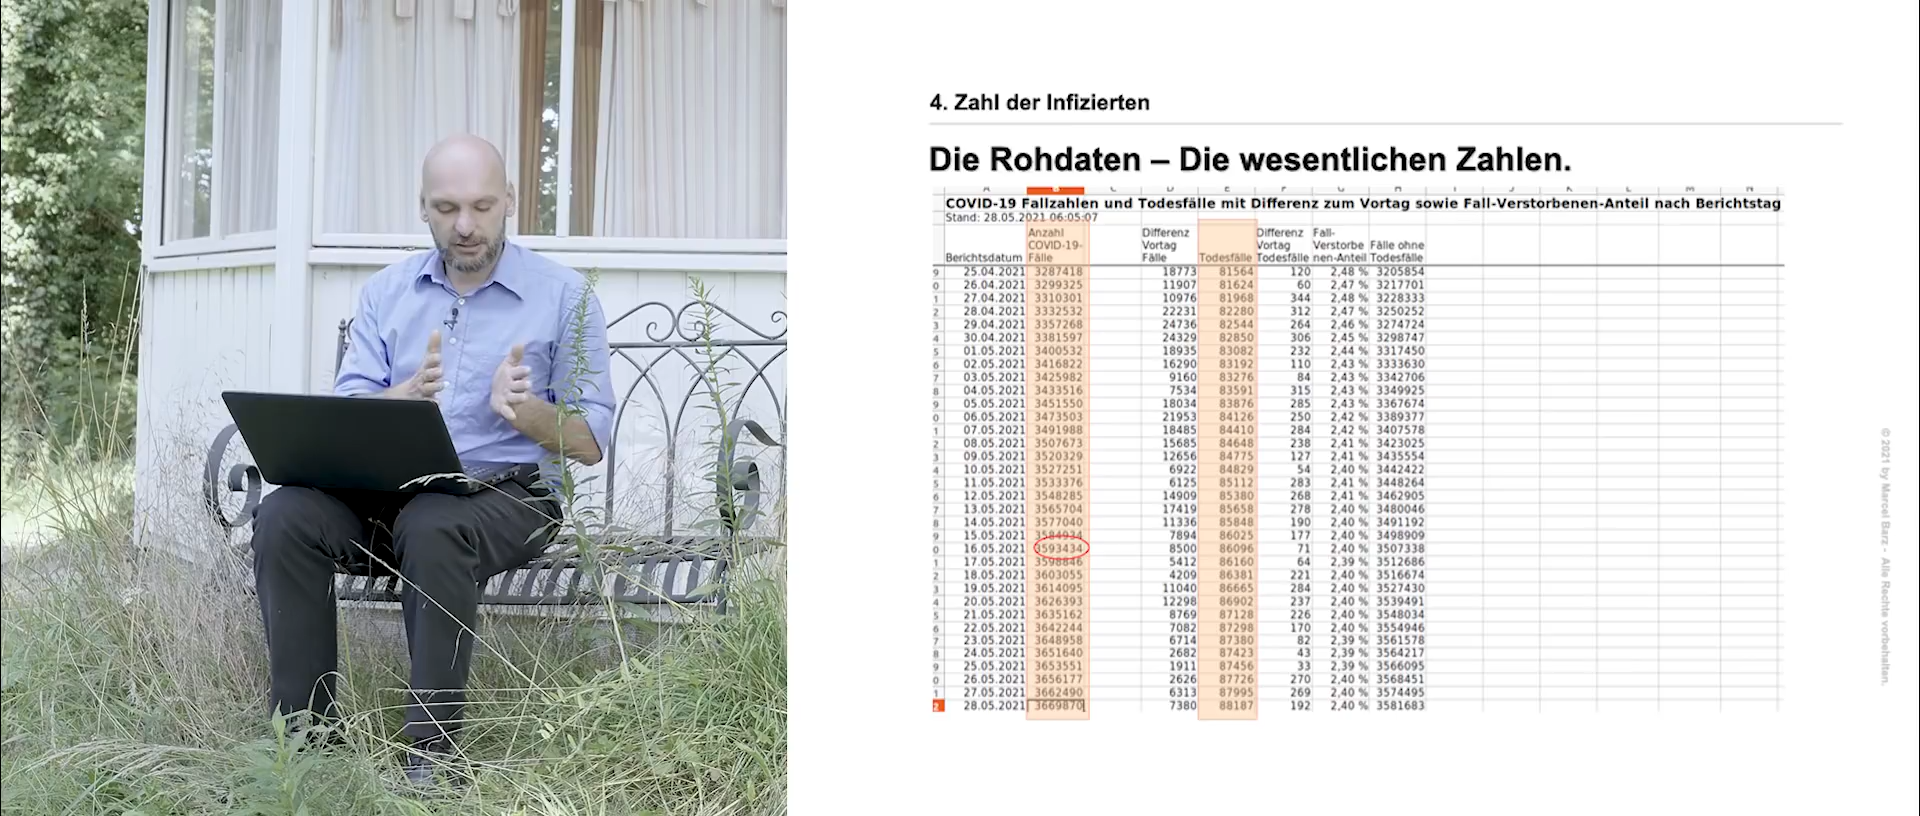 4. Zahl der Infizierten
Die Rohdaten – Die wesentlichen Zahlen.
COVID-19 Fallzahlen und Todesfälle mit Differenz zum Vortag sowie Fall-Verstorbenen-Anteil nach Berichtstag
Stand: 28.05.2021 06:05:07
Berichtsdatum Anzahl COVID-19-Fälle Differenz Vortag Fälle Todesfälle Differenz Vortag Todesfälle Fall-Verstorbenen-Anteil Fälle ohne Todesfälle
25.04.2021 3287418 18773 81564 120 2,48 % 3205854
26.04.2021 3299325 11907 81624 60 2,47 % 3217701
27.04.2021 3310301 10976 81968 344 2,48 % 3228333
28.04.2021 3332532 22231 82280 312 2,47 % 3250252
29.04.2021 3357268 24736 82544 264 2,46 % 3274724
30.04.2021 3381597 24329 82850 306 2,45 % 3298747
01.05.2021 3400532 18935 83082 232 2,44 % 3317450
02.05.2021 3416822 16290 83192 110 2,43 % 3333630
03.05.2021 3425982 9160 83276 84 2,43 % 3342706
04.05.2021 3433516 7534 83591 315 2,43 % 3349925
05.05.2021 3451550 18034 83876 285 2,43 % 3367674
06.05.2021 3473503 21953 84126 250 2,42 % 3389377
07.05.2021 3491988 18485 84410 284 2,42 % 3407578
08.05.2021 3507673 15685 84648 238 2,41 % 3423025
09.05.2021 3520329 12656 84775 127 2,41 % 3435554
10.05.2021 3527251 6922 84829 54 2,40 % 3442422
11.05.2021 3533376 6125 85112 283 2,41 % 3448264
12.05.2021 3548285 14909 85380 268 2,41 % 3462905
13.05.2021 3565704 17419 85658 278 2,40 % 3480046
14.05.2021 3577040 11336 85848 190 2,40 % 3491192
15.05.2021 3584934 7894 86025 177 2,40 % 3498909
16.05.2021 3593434 8500 86096 71 2,40 % 3507338
17.05.2021 3598846 5412 86160 64 2,39 % 3512686
18.05.2021 3603055 4209 86381 221 2,40 % 3516674
19.05.2021 3614095 11040 86665 284 2,40 % 3527430
20.05.2021 3626393 12298 86902 237 2,40 % 3539491
21.05.2021 3635162 8769 87128 226 2,40 % 3548034
22.05.2021 3642244 7082 87298 170 2,40 % 3554946
23.05.2021 3648958 6714 87380 82 2,39 % 3561578
24.05.2021 3651640 2682 87423 43 2,39 % 3564217
25.05.2021 3653551 1911 87456 33 2,39 % 3566095
26.05.2021 3656177 2626 87726 270 2,40 % 3568451
27.05.2021 3662490 6313 87995 269 2,40 % 3574495
28.05.2021 3669870 7380 88187 192 2,40 % 3581683
© 2021 by Marcel Barz - Alle Rechte vorbehalten.